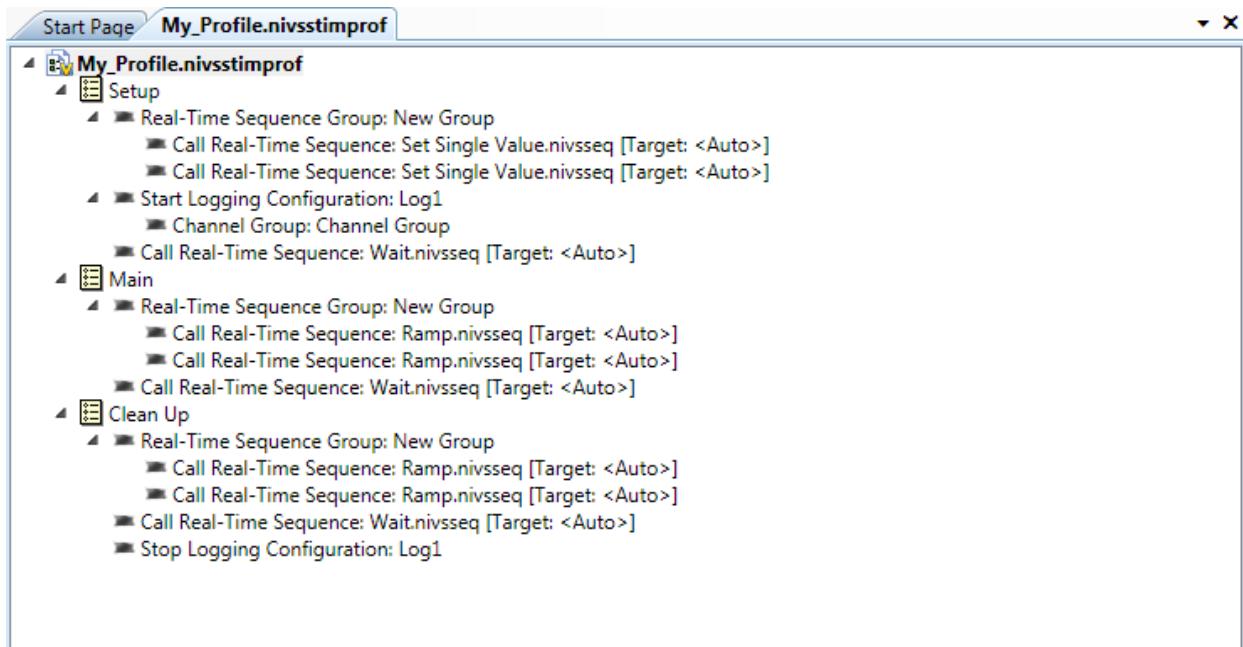 Start Page My_Profile.nivsstimprof
My_Profile.nivsstimprof
Setup
Real-Time Sequence Group: New Group
Call Real-Time Sequence: Set Single Value.nivsseq [Target: <Auto>]
Call Real-Time Sequence: Set Single Value.nivsseq [Target: <Auto>]
Start Logging Configuration: Log1
Channel Group: Channel Group
Call Real-Time Sequence: Wait.nivsseq [Target: <Auto>]
Main
Real-Time Sequence Group: New Group
Call Real-Time Sequence: Ramp.nivsseq [Target: <Auto>]
Call Real-Time Sequence: Ramp.nivsseq [Target: <Auto>]
Call Real-Time Sequence: Wait.nivsseq [Target: <Auto>]
Clean Up
Real-Time Sequence Group: New Group
Call Real-Time Sequence: Ramp.nivsseq [Target: <Auto>]
Call Real-Time Sequence: Ramp.nivsseq [Target: <Auto>]
Call Real-Time Sequence: Wait.nivsseq [Target: <Auto>]
Stop Logging Configuration: Log1